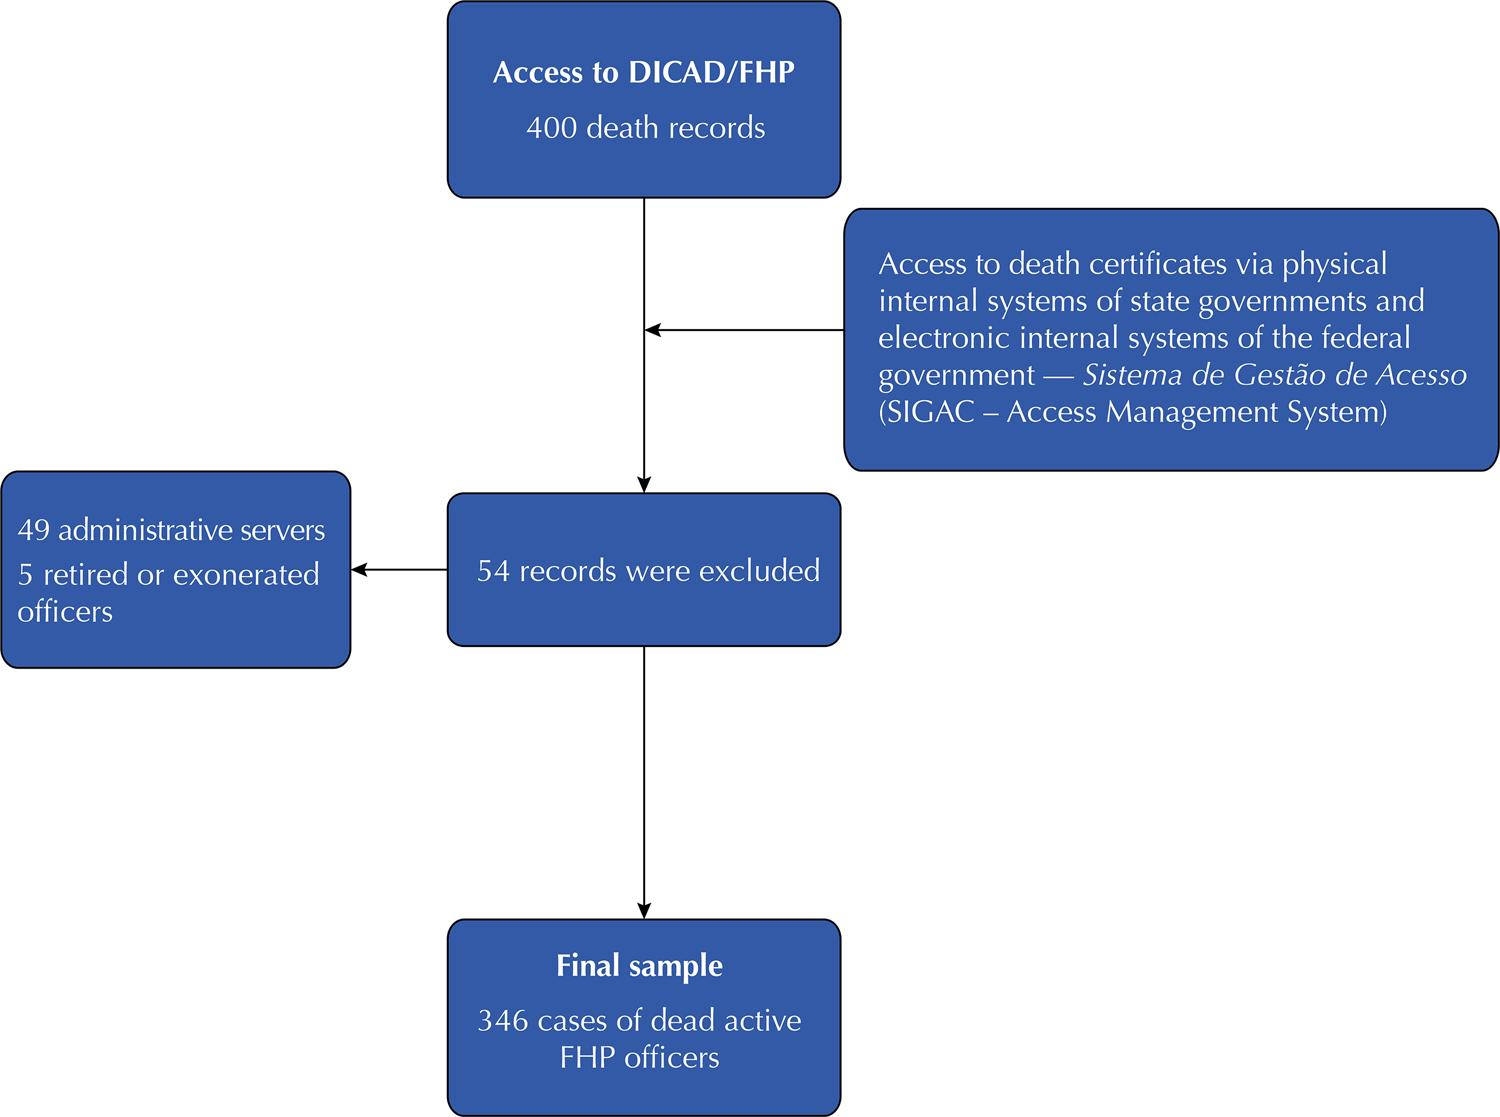 Access to DICAD/FHP
400 death records
Access to death certificates via physical
internal systems of state governments and
electronic internal systems of the federal
government — Sistema de Gestão de Acesso
(SIGAC – Access Management System)
49 administrative servers
5 retired or exonerated
officers
54 records were excluded
Final sample
346 cases of dead active
FHP officers